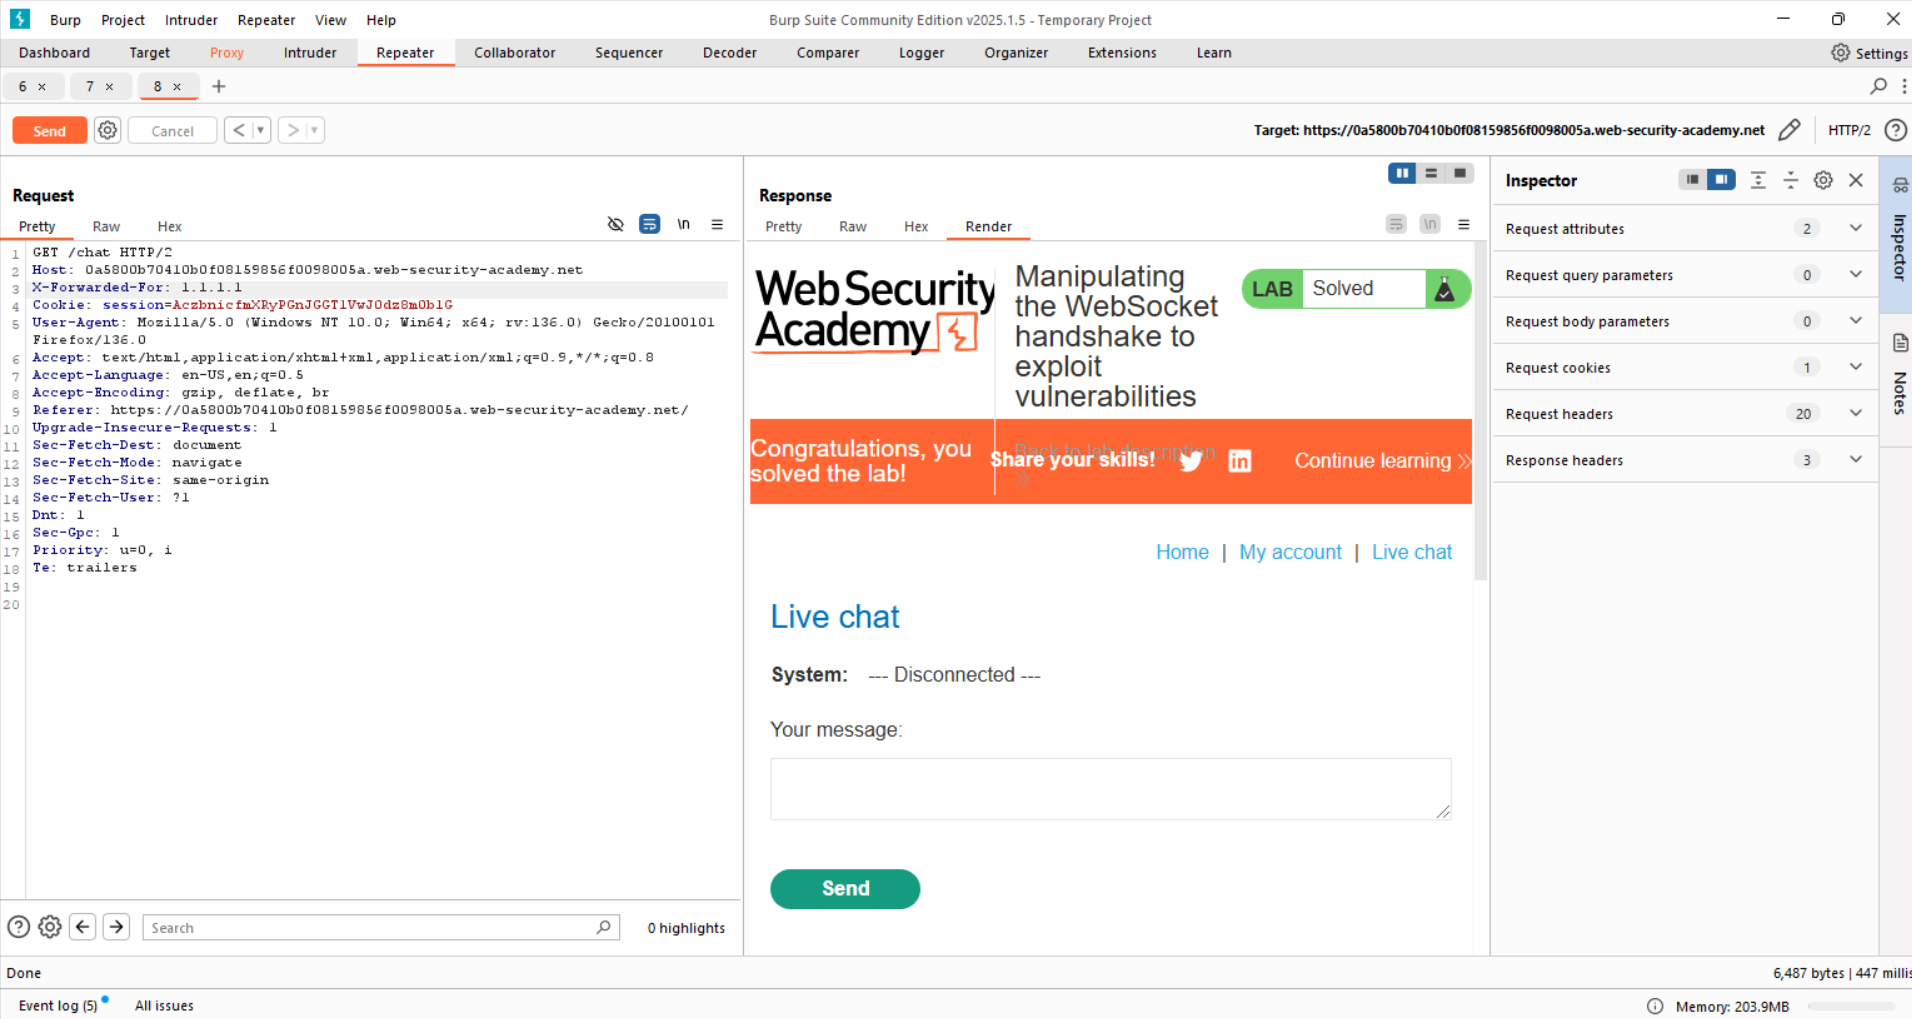 Burp Project Intruder Repeater View Help
Burp Suite Community Edition v2025.1.5 - Temporary Project
Dashboard Target Proxy Intruder Repeater Collaborator Sequencer Decoder Comparer Logger Organizer Extensions Learn
Settings
6 × 7 × 8 × +
Send Cancel < > Target: https://0a5800b70410b0f08159856f0098005a.web-security-academy.net HTTP/2 ?
Request
Pretty Raw Hex \n
1 GET /chat HTTP/2
2 Host: 0a5800b70410b0f08159856f0098005a.web-security-academy.net
3 X-Forwarded-For: 1.1.1.1
4 Cookie: session=AczbnicfmXRyPGnJGGT1VwJ0dz8m0b1G
5 User-Agent: Mozilla/5.0 (Windows NT 10.0; Win64; x64; rv:136.0) Gecko/20100101
Firefox/136.0
6 Accept: text/html,application/xhtml+xml,application/xml;q=0.9,*/*;q=0.8
7 Accept-Language: en-US,en;q=0.5
8 Accept-Encoding: gzip, deflate, br
9 Referer: https://0a5800b70410b0f08159856f0098005a.web-security-academy.net/
10 Upgrade-Insecure-Requests: 1
11 Sec-Fetch-Dest: document
12 Sec-Fetch-Mode: navigate
13 Sec-Fetch-Site: same-origin
14 Sec-Fetch-User: ?1
15 Dnt: 1
16 Sec-Gpc: 1
17 Priority: u=0, i
18 Te: trailers
19
20
? Search 0 highlights
Response
Pretty Raw Hex Render \n
WebSecurity
Academy
Manipulating
the WebSocket
handshake to
exploit
vulnerabilities
LAB Solved
Back to lab description
Congratulations, you
solved the lab!
Share your skills! in Continue learning
Home | My account | Live chat
Live chat
System: --- Disconnected ---
Your message:
Send
Inspector
Request attributes 2
Request query parameters 0
Request body parameters 0
Request cookies 1
Request headers 20
Response headers 3
Inspector
Notes
Done
6,487 bytes | 447 millis
Event log (5) All issues
Memory: 203.9MB